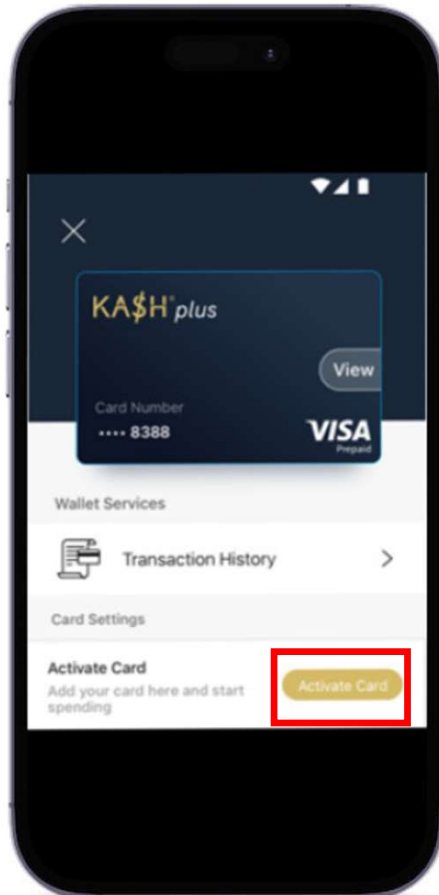 KA$H® plus
View
Card Number
•••• 8388
VISA
Prepaid
Wallet Services
Transaction History
Card Settings
Activate Card
Add your card here and start
spending
Activate Card